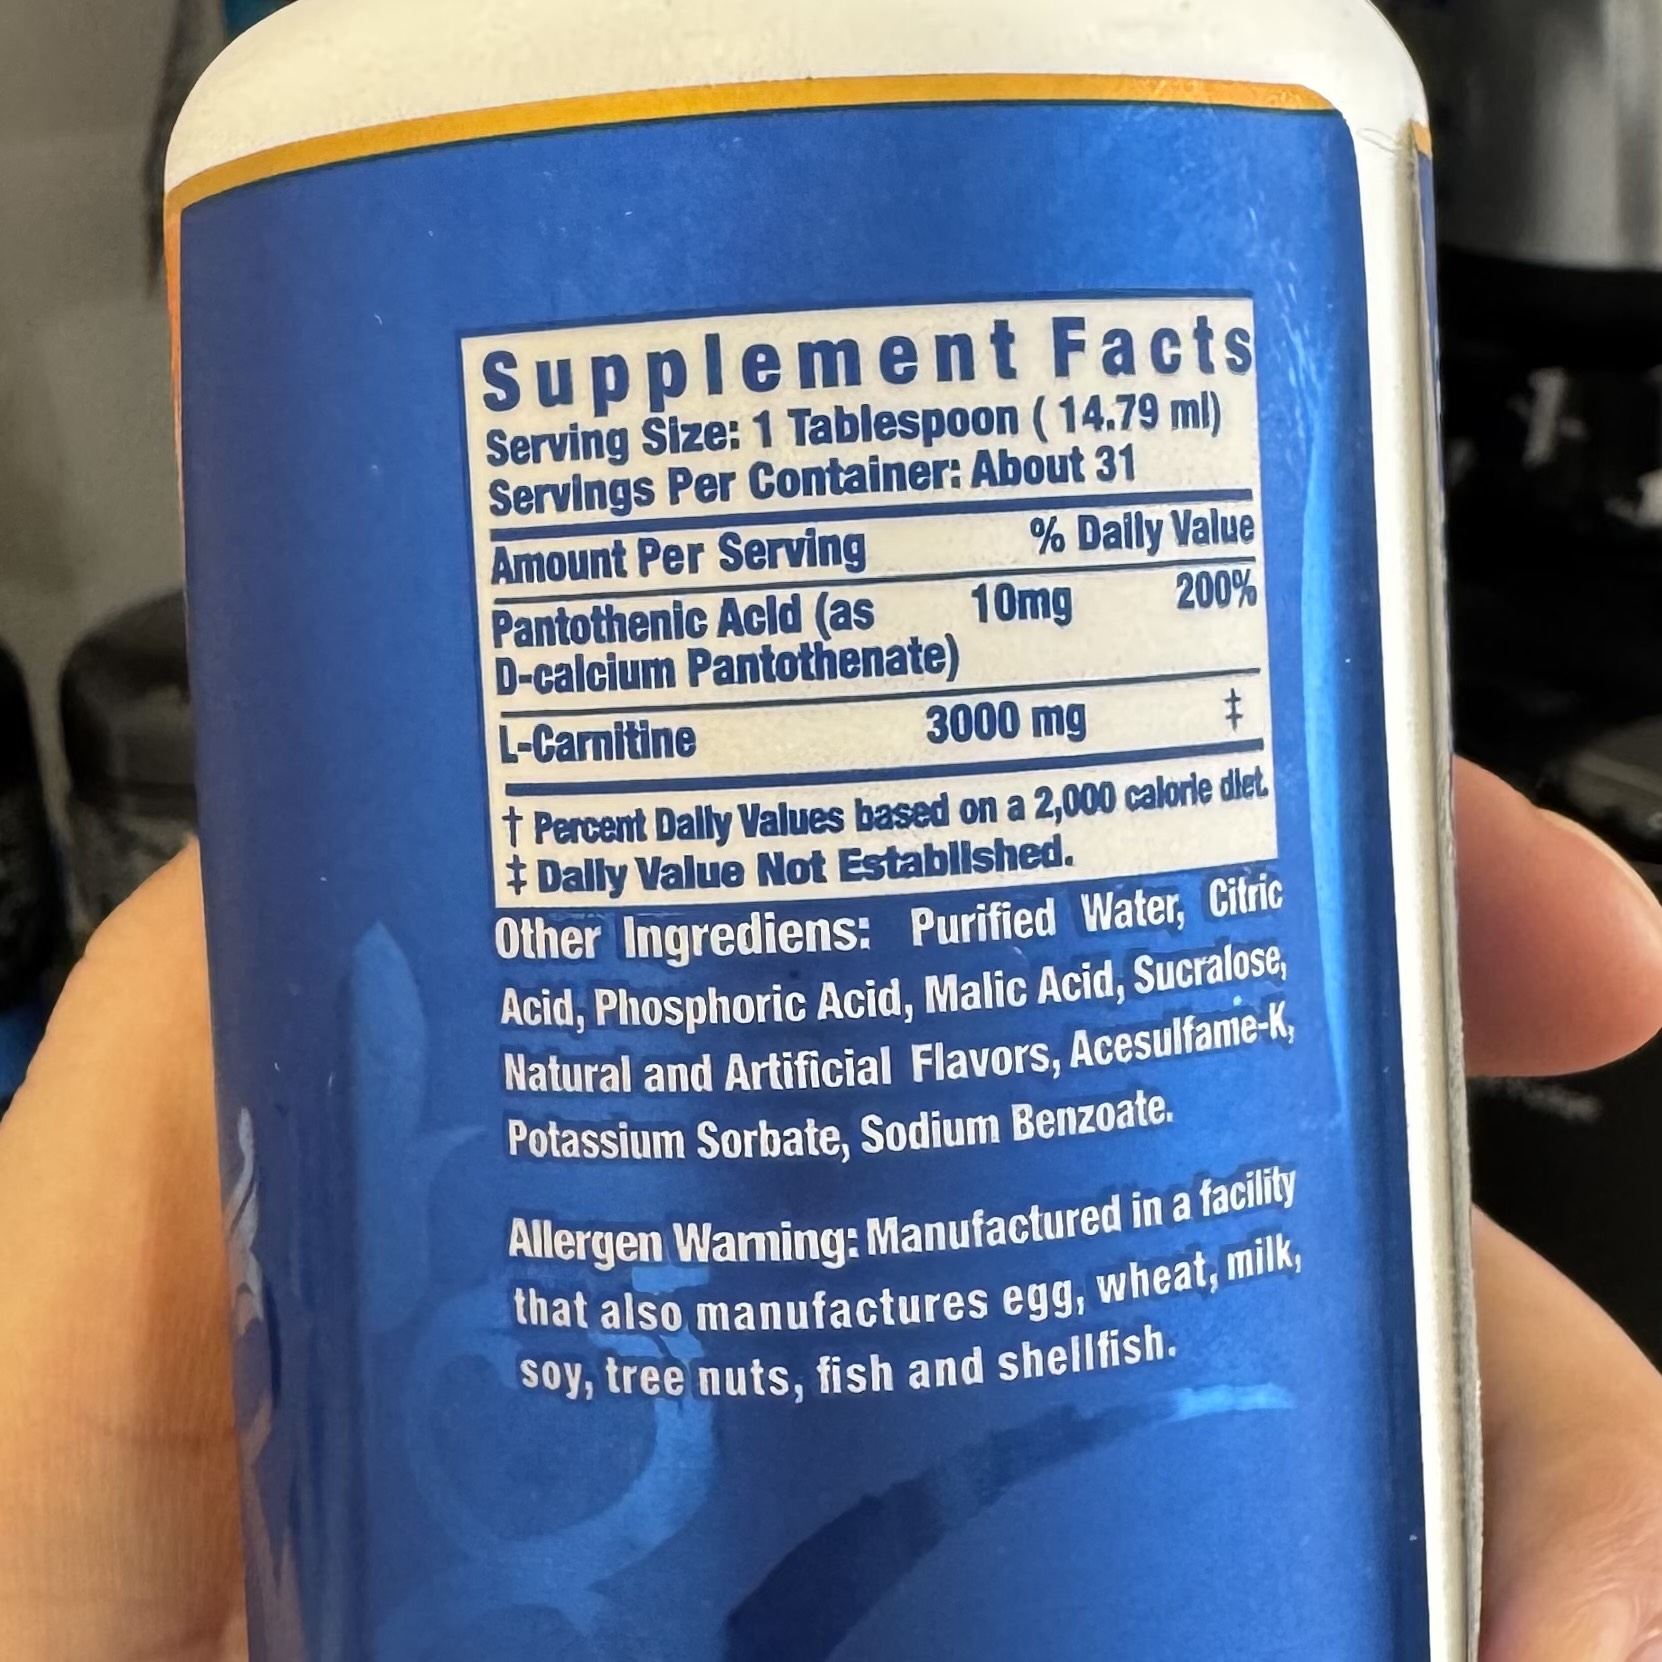 Supplement Facts
Serving Size: 1 Tablespoon ( 14.79 ml)
Servings Per Container: About 31
Amount Per Serving % Daily Value
Pantothenic Acid (as 10mg 200%
D-calcium Pantothenate)
L-Carnitine 3000 mg ‡
† Percent Daily Values based on a 2,000 calorie diet.
‡ Daily Value Not Established.
Other Ingrediens: Purified Water, Citric
Acid, Phosphoric Acid, Malic Acid, Sucralose,
Natural and Artificial Flavors, Acesulfame-K,
Potassium Sorbate, Sodium Benzoate.
Allergen Warning: Manufactured in a facility
that also manufactures egg, wheat, milk,
soy, tree nuts, fish and shellfish.